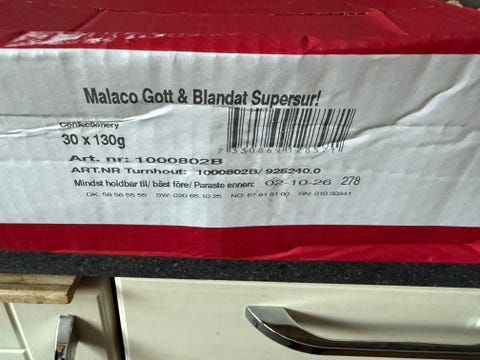 Malaco Gott & Blandat Supersur!
Confectionery
30 x 130g
Art. nr: 1000802B
ART.NR Turnhout: 1000802B/ 926240.0
Mindst holdbar til/ bäst före/ Paraste ennen: 02-10-26 278